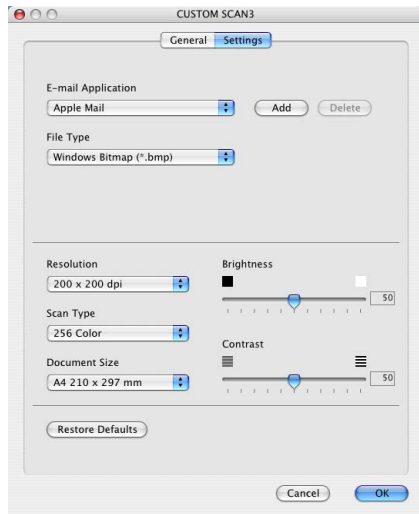 CUSTOM SCAN3
General Settings
E-mail Application
Apple Mail Add Delete
File Type
Windows Bitmap (*.bmp)
Resolution
200 x 200 dpi
Scan Type
256 Color
Document Size
A4 210 x 297 mm
Brightness
50
Contrast
50
Restore Defaults
Cancel OK